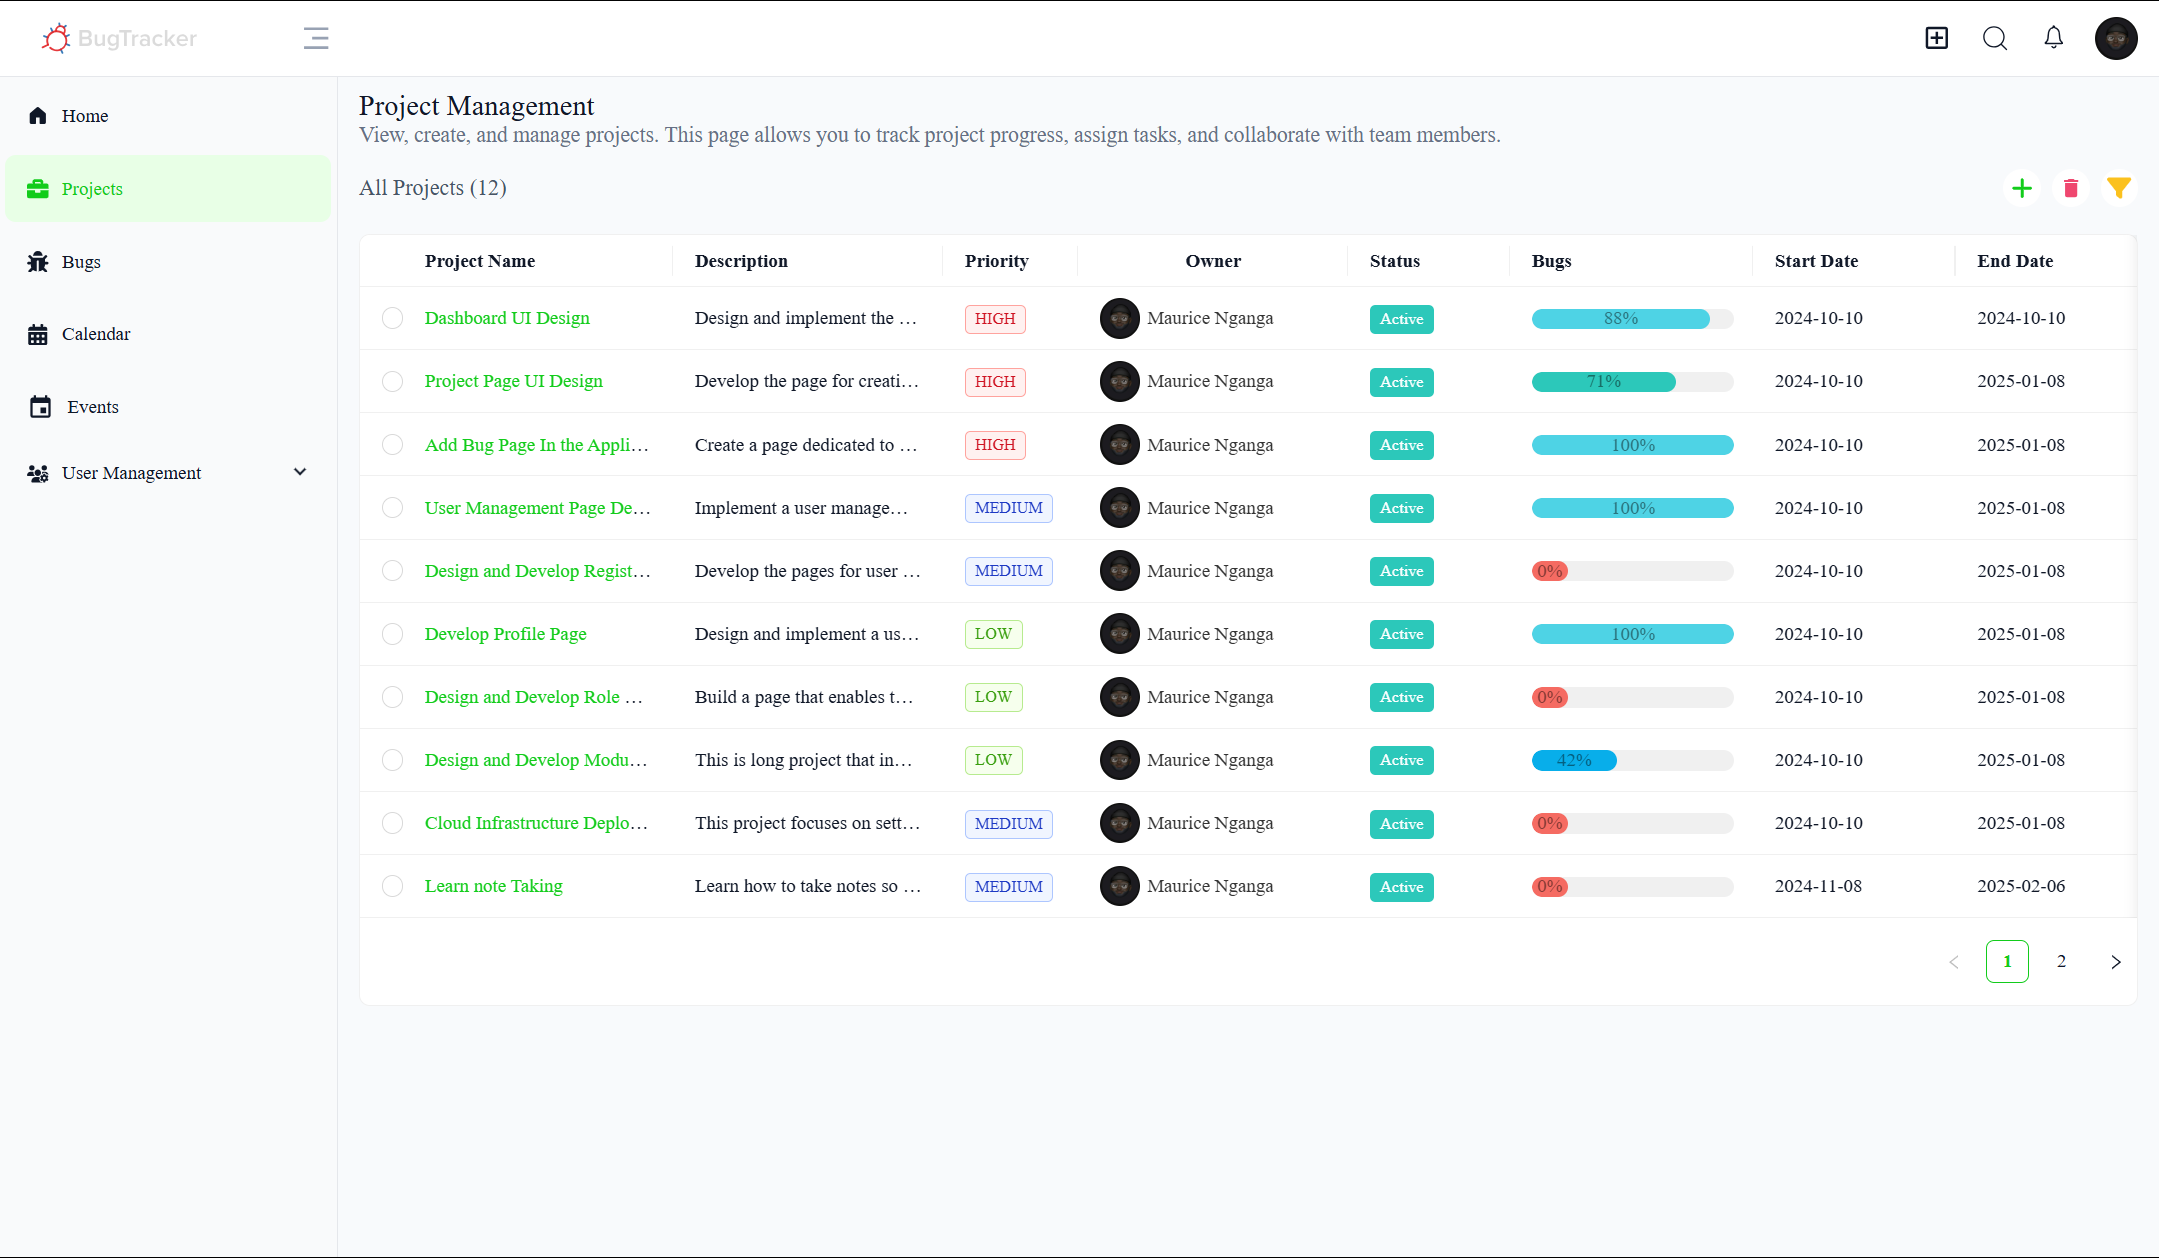 BugTracker
Home
Projects
Bugs
Calendar
Events
User Management
Project Management
View, create, and manage projects. This page allows you to track project progress, assign tasks, and collaborate with team members.
All Projects (12)
Project Name Description Priority Owner Status Bugs Start Date End Date
Dashboard UI Design Design and implement the … HIGH Maurice Nganga Active 88% 2024-10-10 2024-10-10
Project Page UI Design Develop the page for creati… HIGH Maurice Nganga Active 71% 2024-10-10 2025-01-08
Add Bug Page In the Appli… Create a page dedicated to … HIGH Maurice Nganga Active 100% 2024-10-10 2025-01-08
User Management Page De… Implement a user manage… MEDIUM Maurice Nganga Active 100% 2024-10-10 2025-01-08
Design and Develop Regist… Develop the pages for user … MEDIUM Maurice Nganga Active 0% 2024-10-10 2025-01-08
Develop Profile Page Design and implement a us… LOW Maurice Nganga Active 100% 2024-10-10 2025-01-08
Design and Develop Role … Build a page that enables t… LOW Maurice Nganga Active 0% 2024-10-10 2025-01-08
Design and Develop Modu… This is long project that in… LOW Maurice Nganga Active 42% 2024-10-10 2025-01-08
Cloud Infrastructure Deplo… This project focuses on sett… MEDIUM Maurice Nganga Active 0% 2024-10-10 2025-01-08
Learn note Taking Learn how to take notes so … MEDIUM Maurice Nganga Active 0% 2024-11-08 2025-02-06
< 1 2 >